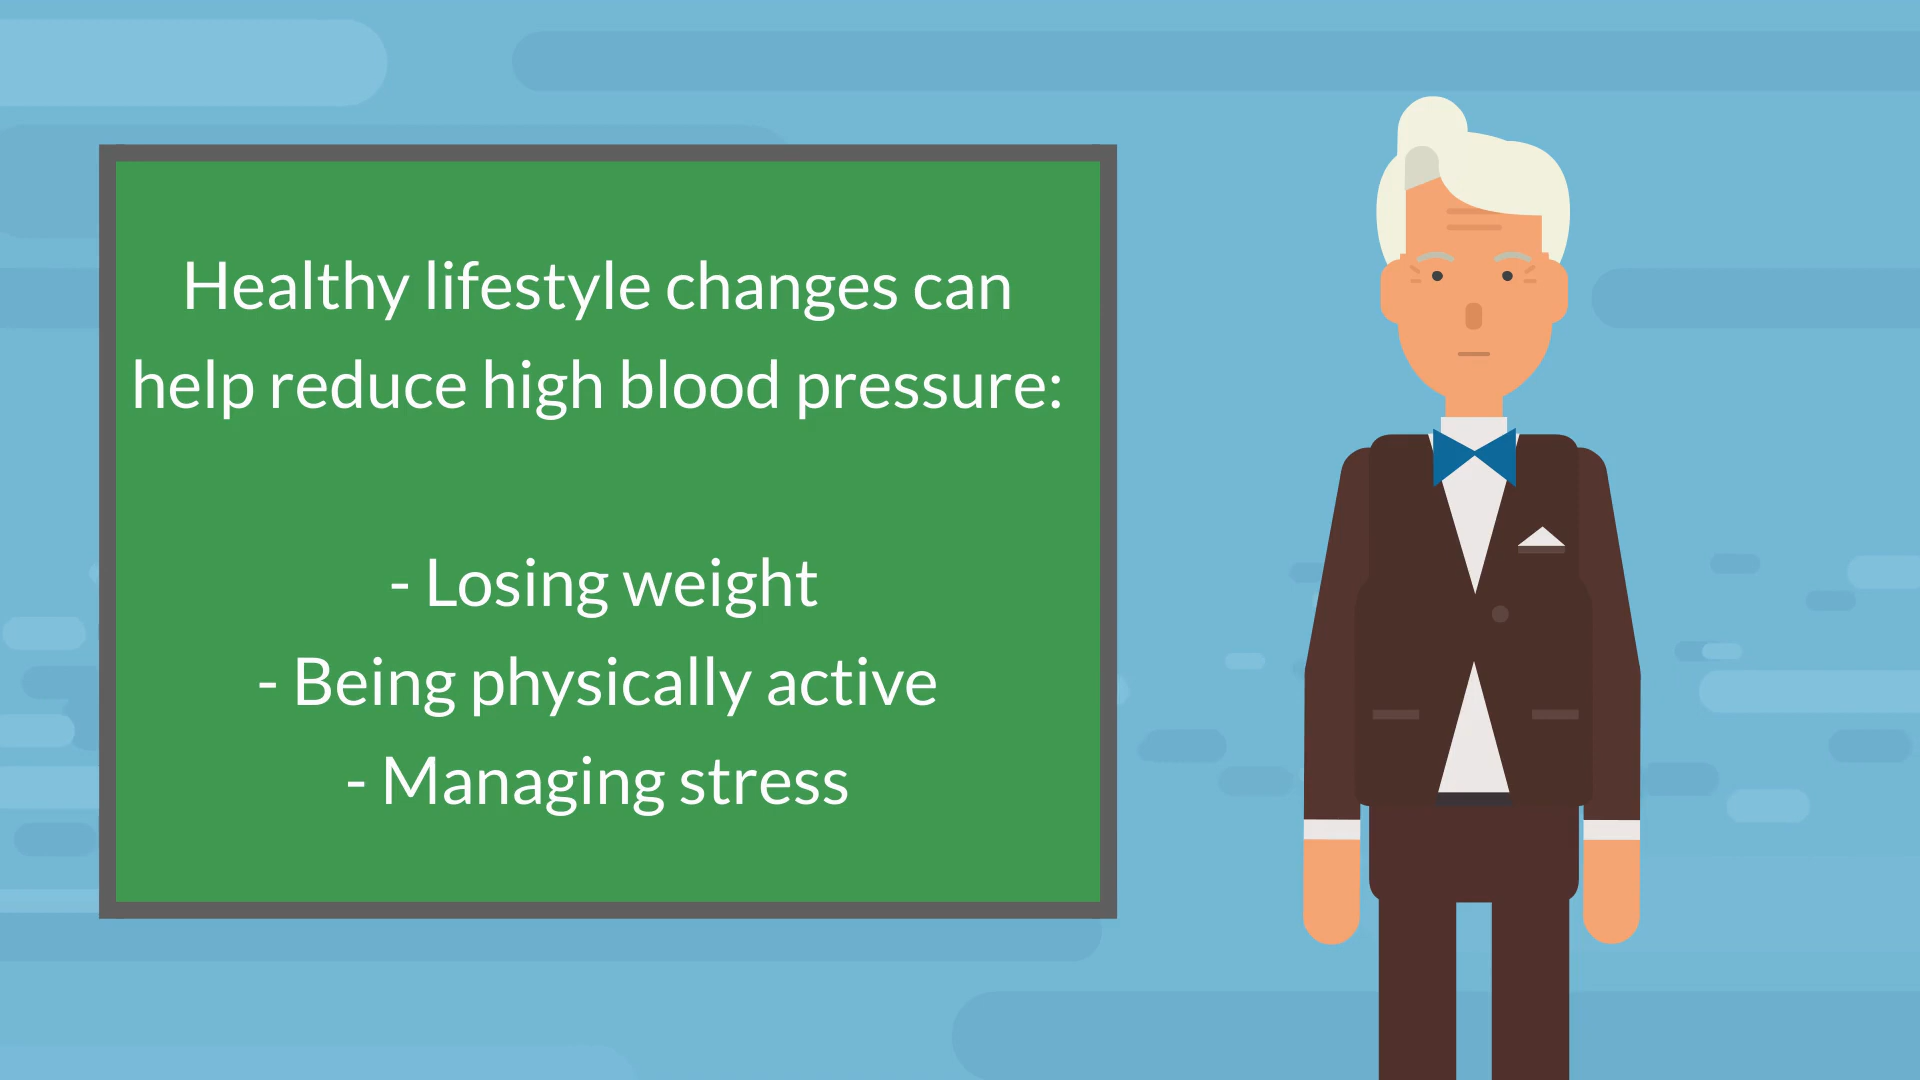 Healthy lifestyle changes can
help reduce high blood pressure:
- Losing weight
- Being physically active
- Managing stress